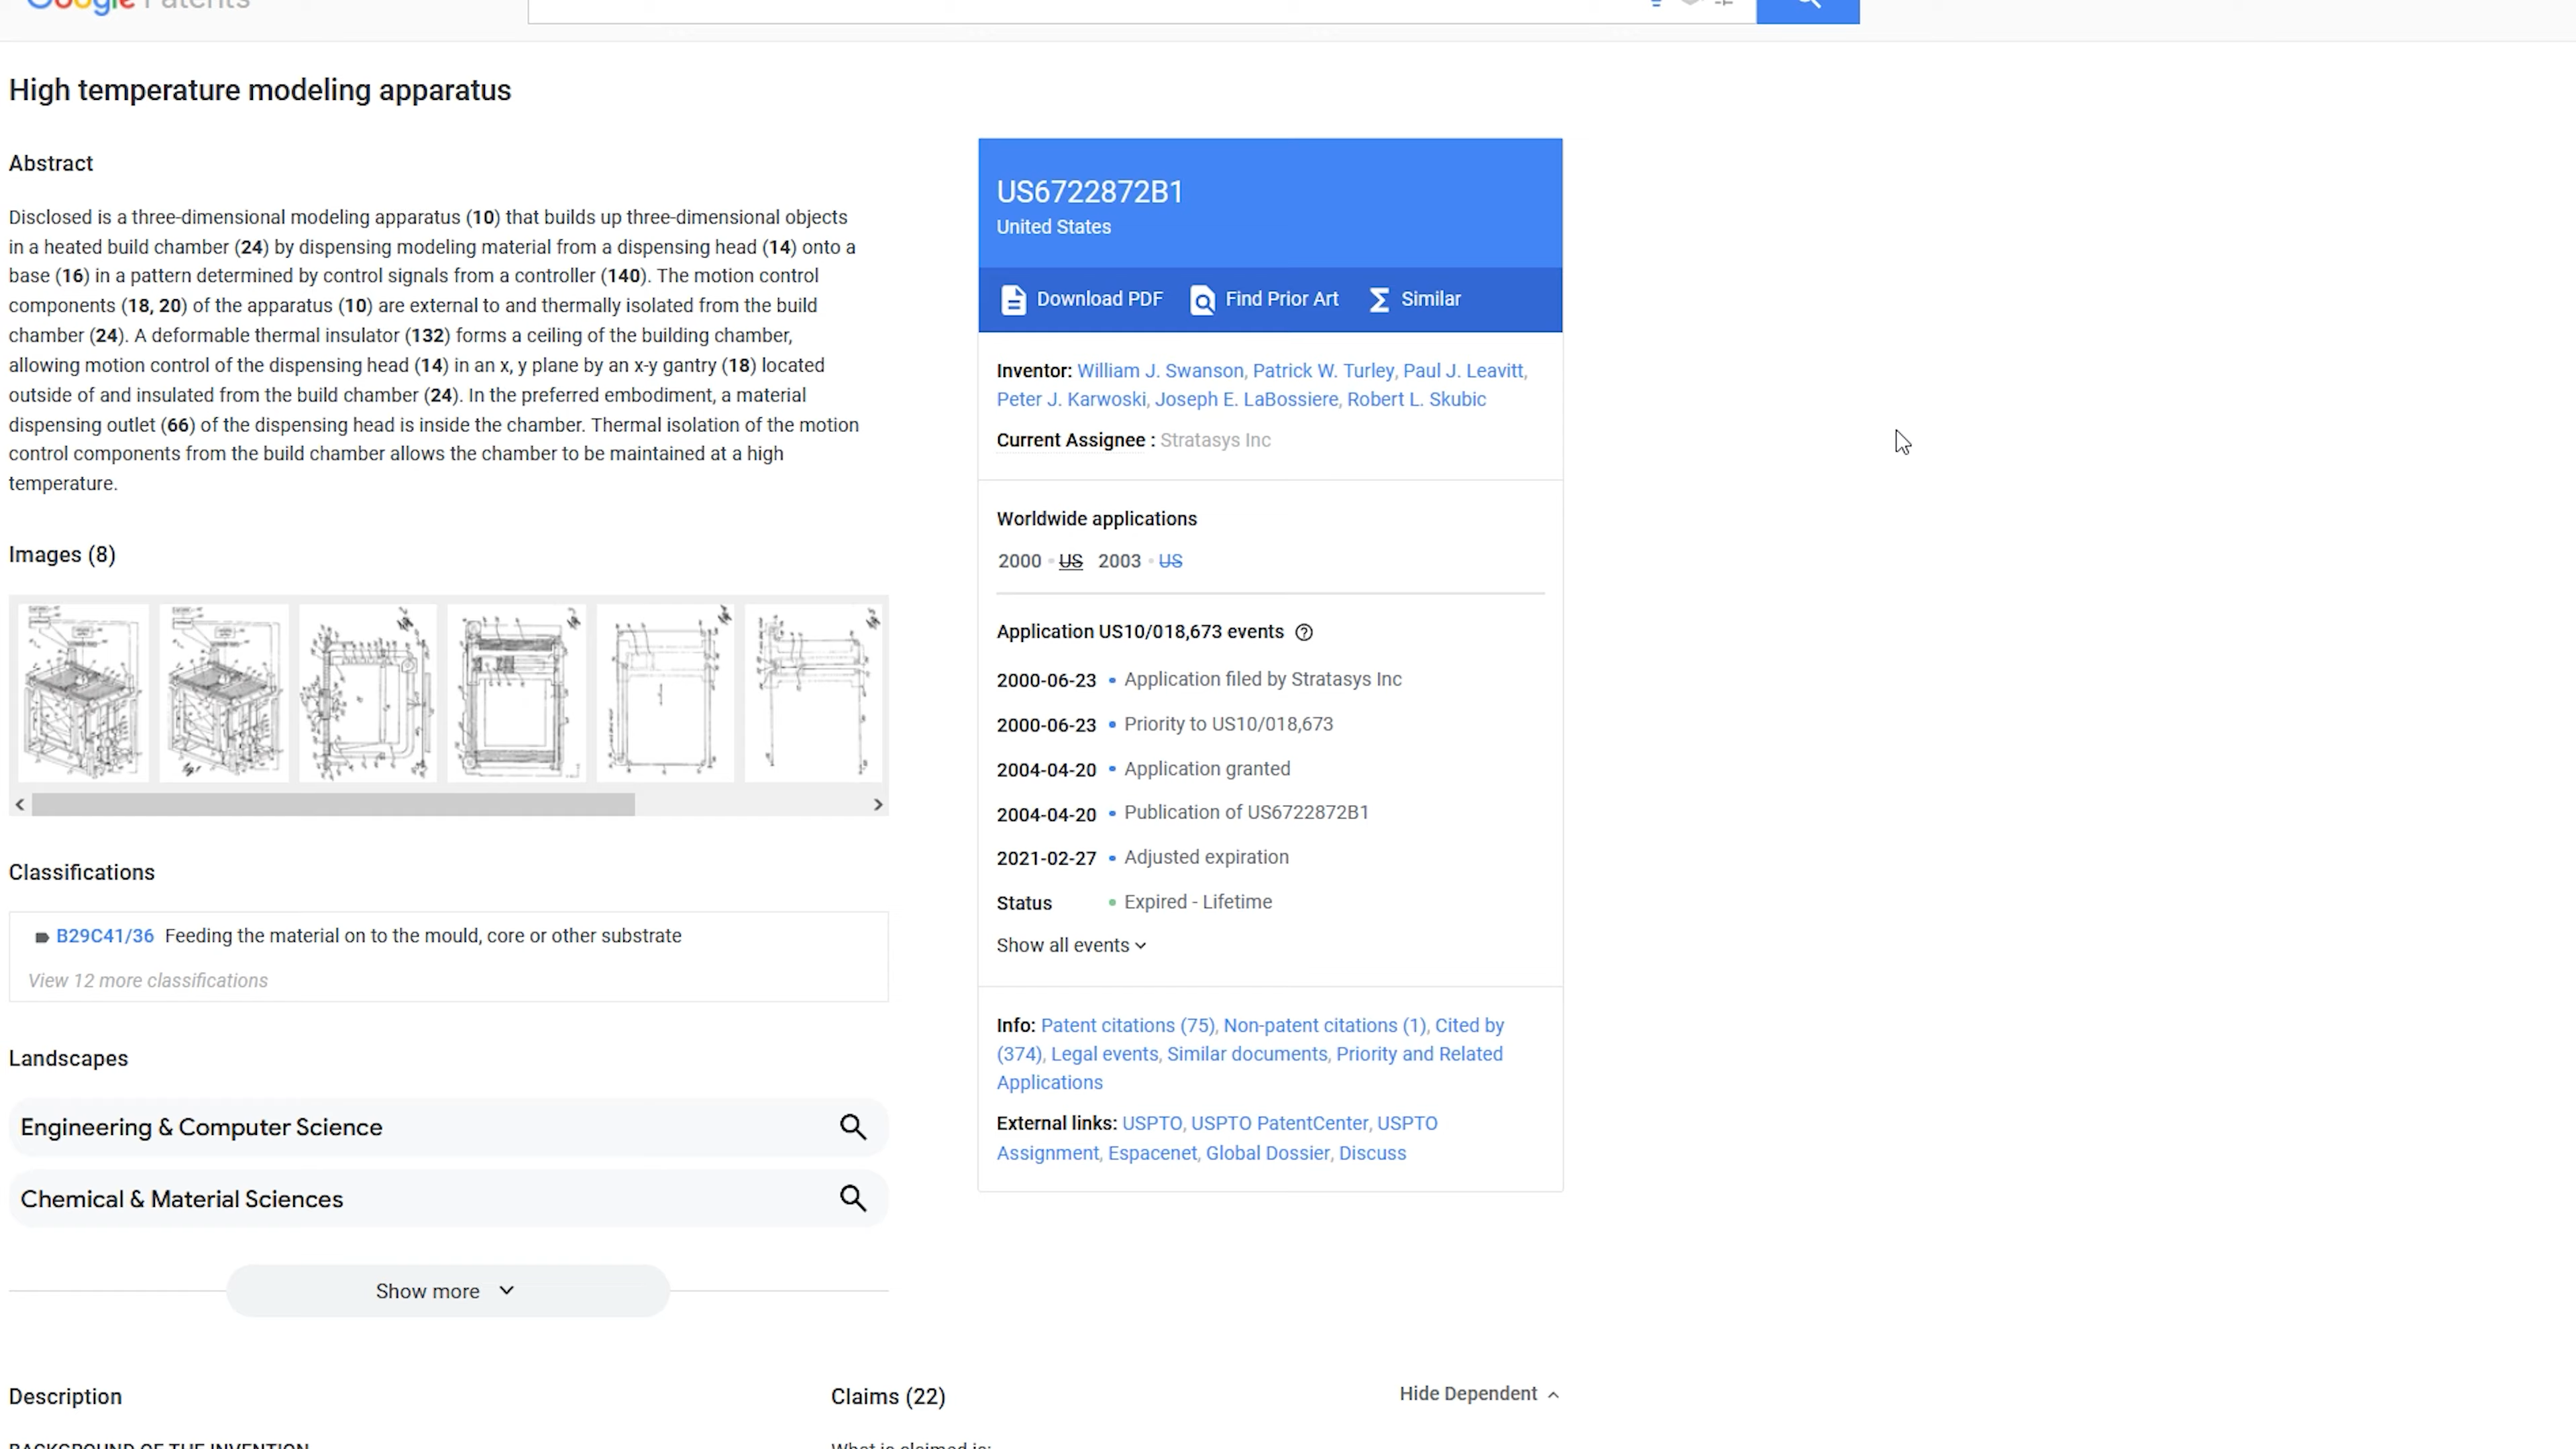 Google Patents
High temperature modeling apparatus
Abstract
Disclosed is a three-dimensional modeling apparatus (10) that builds up three-dimensional objects
in a heated build chamber (24) by dispensing modeling material from a dispensing head (14) onto a
base (16) in a pattern determined by control signals from a controller (140). The motion control
components (18, 20) of the apparatus (10) are external to and thermally isolated from the build
chamber (24). A deformable thermal insulator (132) forms a ceiling of the building chamber,
allowing motion control of the dispensing head (14) in an x, y plane by an x-y gantry (18) located
outside of and insulated from the build chamber (24). In the preferred embodiment, a material
dispensing outlet (66) of the dispensing head is inside the chamber. Thermal isolation of the motion
control components from the build chamber allows the chamber to be maintained at a high
temperature.
Images (8)
Classifications
B29C41/36 Feeding the material on to the mould, core or other substrate
View 12 more classifications
Landscapes
Engineering & Computer Science
Chemical & Material Sciences
Show more
US6722872B1
United States
Download PDF Find Prior Art Similar
Inventor: William J. Swanson, Patrick W. Turley, Paul J. Leavitt,
Peter J. Karwoski, Joseph E. LaBossiere, Robert L. Skubic
Current Assignee : Stratasys Inc
Worldwide applications
2000 US 2003 US
Application US10/018,673 events
2000-06-23 Application filed by Stratasys Inc
2000-06-23 Priority to US10/018,673
2004-04-20 Application granted
2004-04-20 Publication of US6722872B1
2021-02-27 Adjusted expiration
Status Expired - Lifetime
Show all events
Info: Patent citations (75), Non-patent citations (1), Cited by
(374), Legal events, Similar documents, Priority and Related
Applications
External links: USPTO, USPTO PatentCenter, USPTO
Assignment, Espacenet, Global Dossier, Discuss
Description
BACKGROUND OF THE INVENTION
Claims (22)
Hide Dependent
What is claimed is: